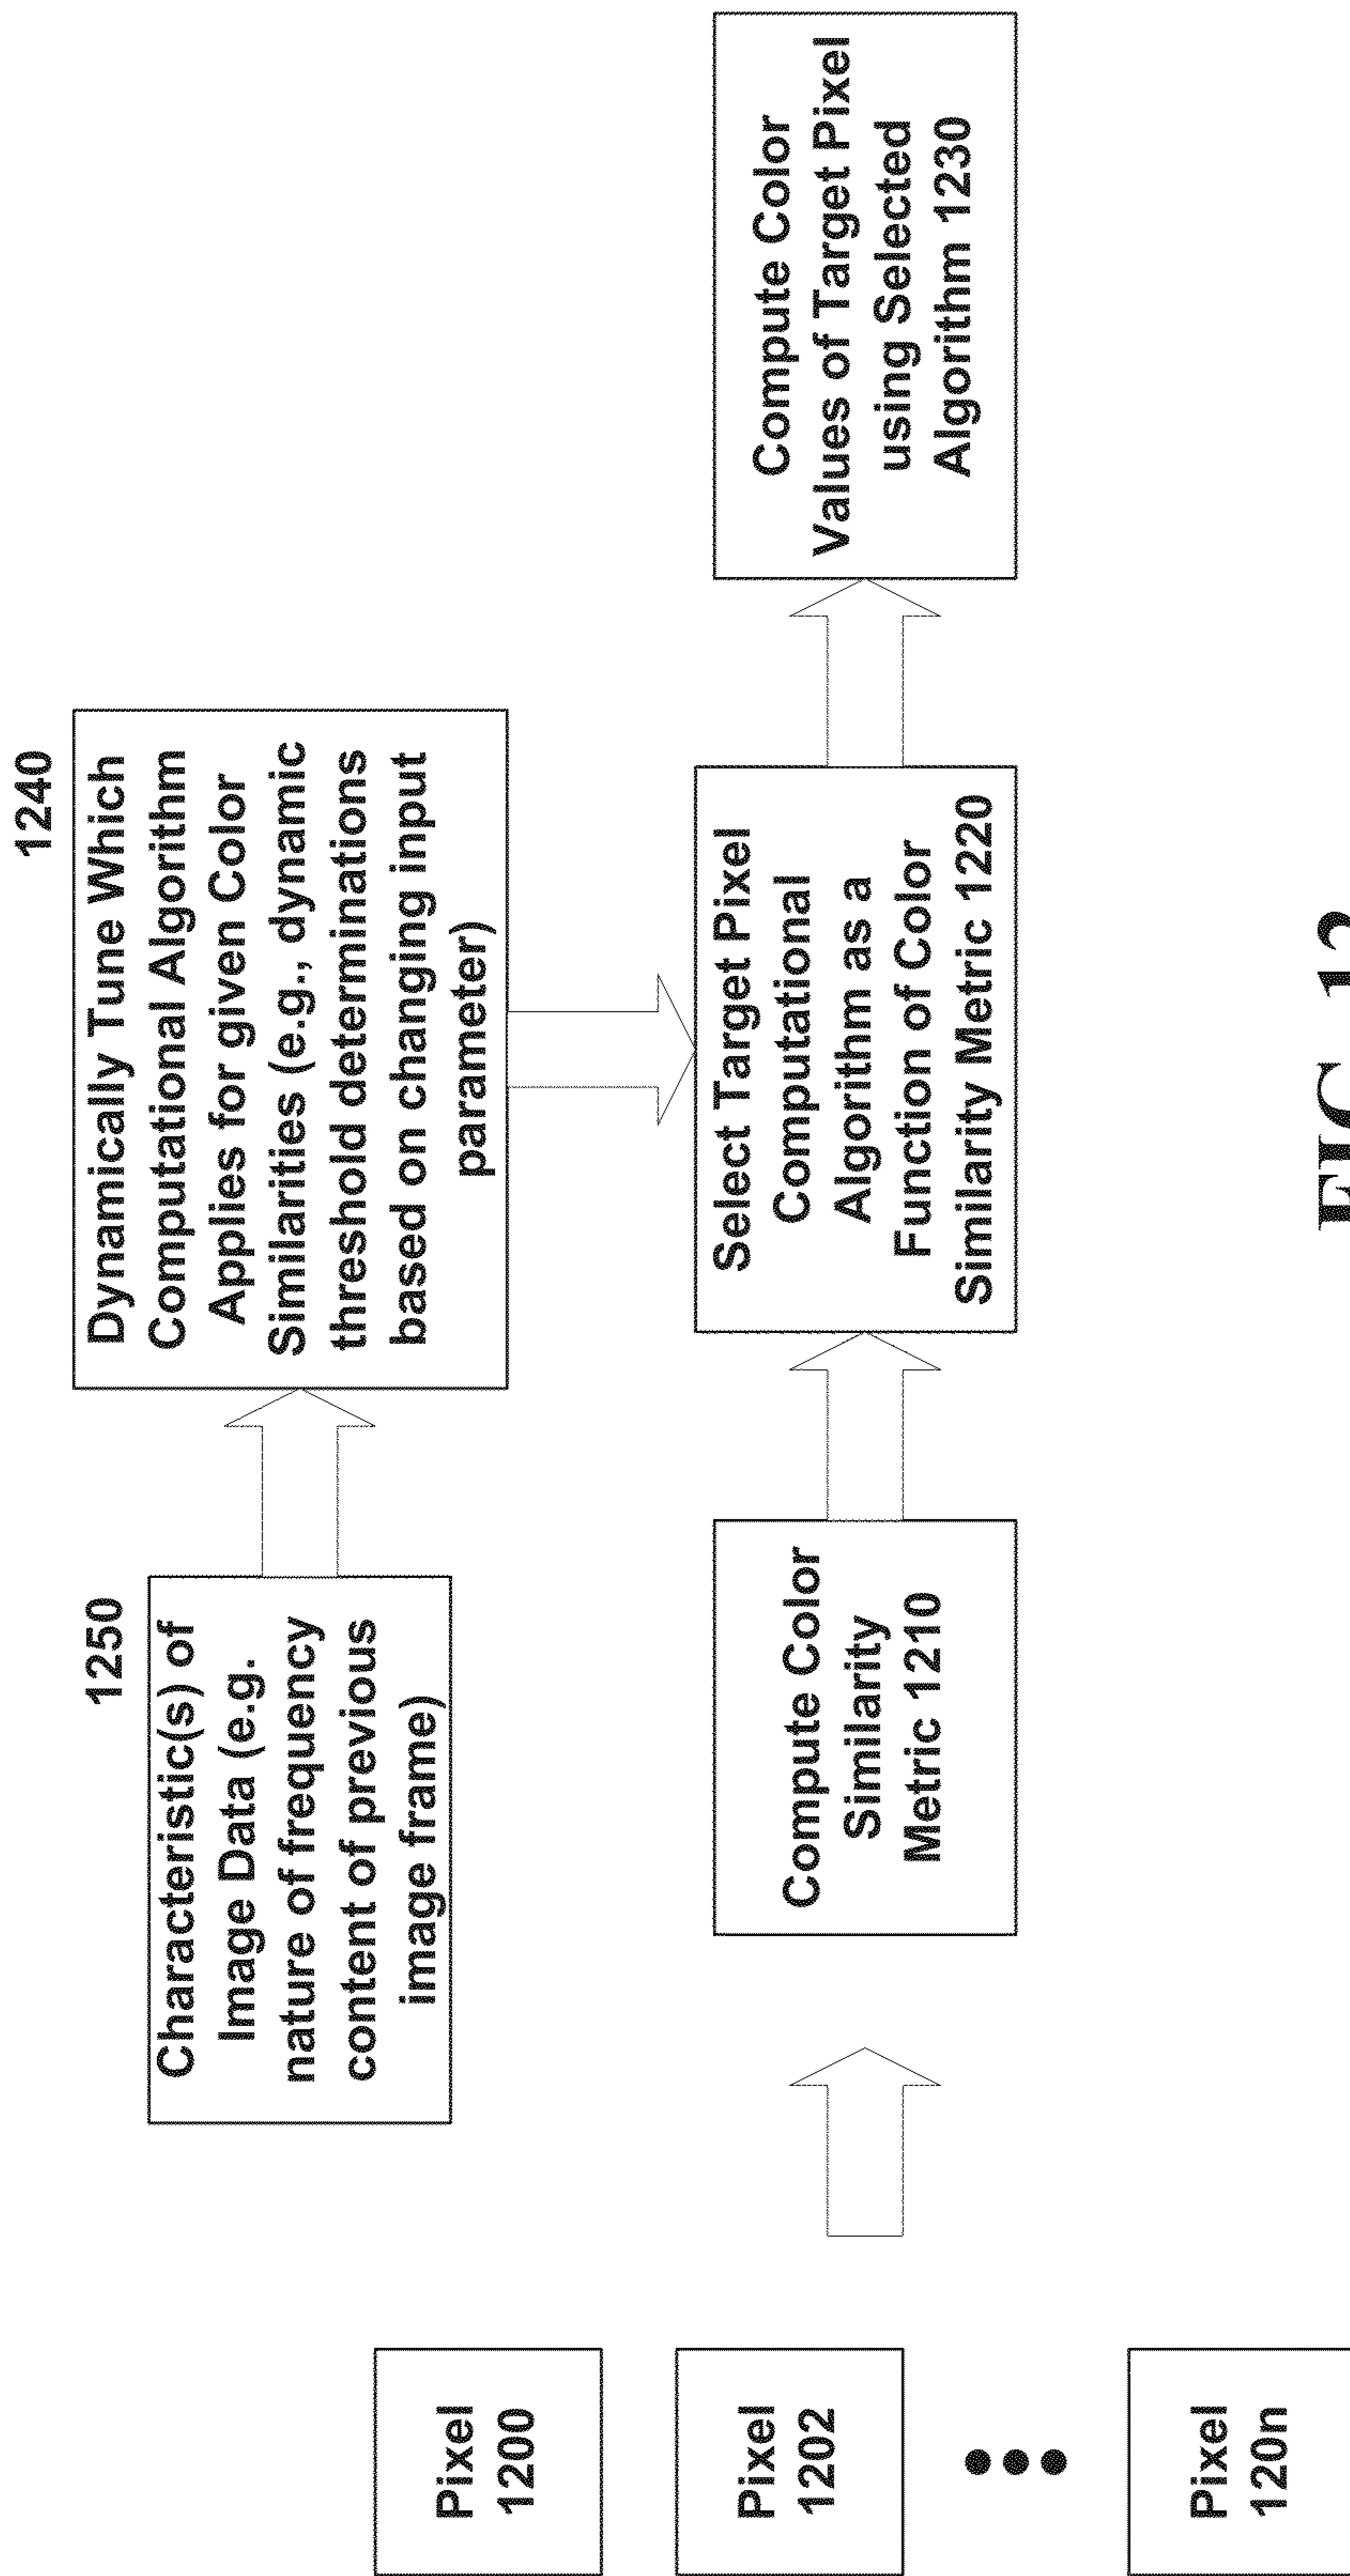 1240
Dynamically Tune Which
Computational Algorithm
Applies for given Color
Similarities (e.g., dynamic
threshold determinations
based on changing input
parameter)
1250
Characteristic(s) of
Image Data (e.g.
nature of frequency
content of previous
image frame)
Pixel
1200
Pixel
1202
Pixel
120n
Compute Color
Similarity
Metric 1210
Select Target Pixel
Computational
Algorithm as a
Function of Color
Similarity Metric 1220
Compute Color
Values of Target Pixel
using Selected
Algorithm 1230
FIG. 12